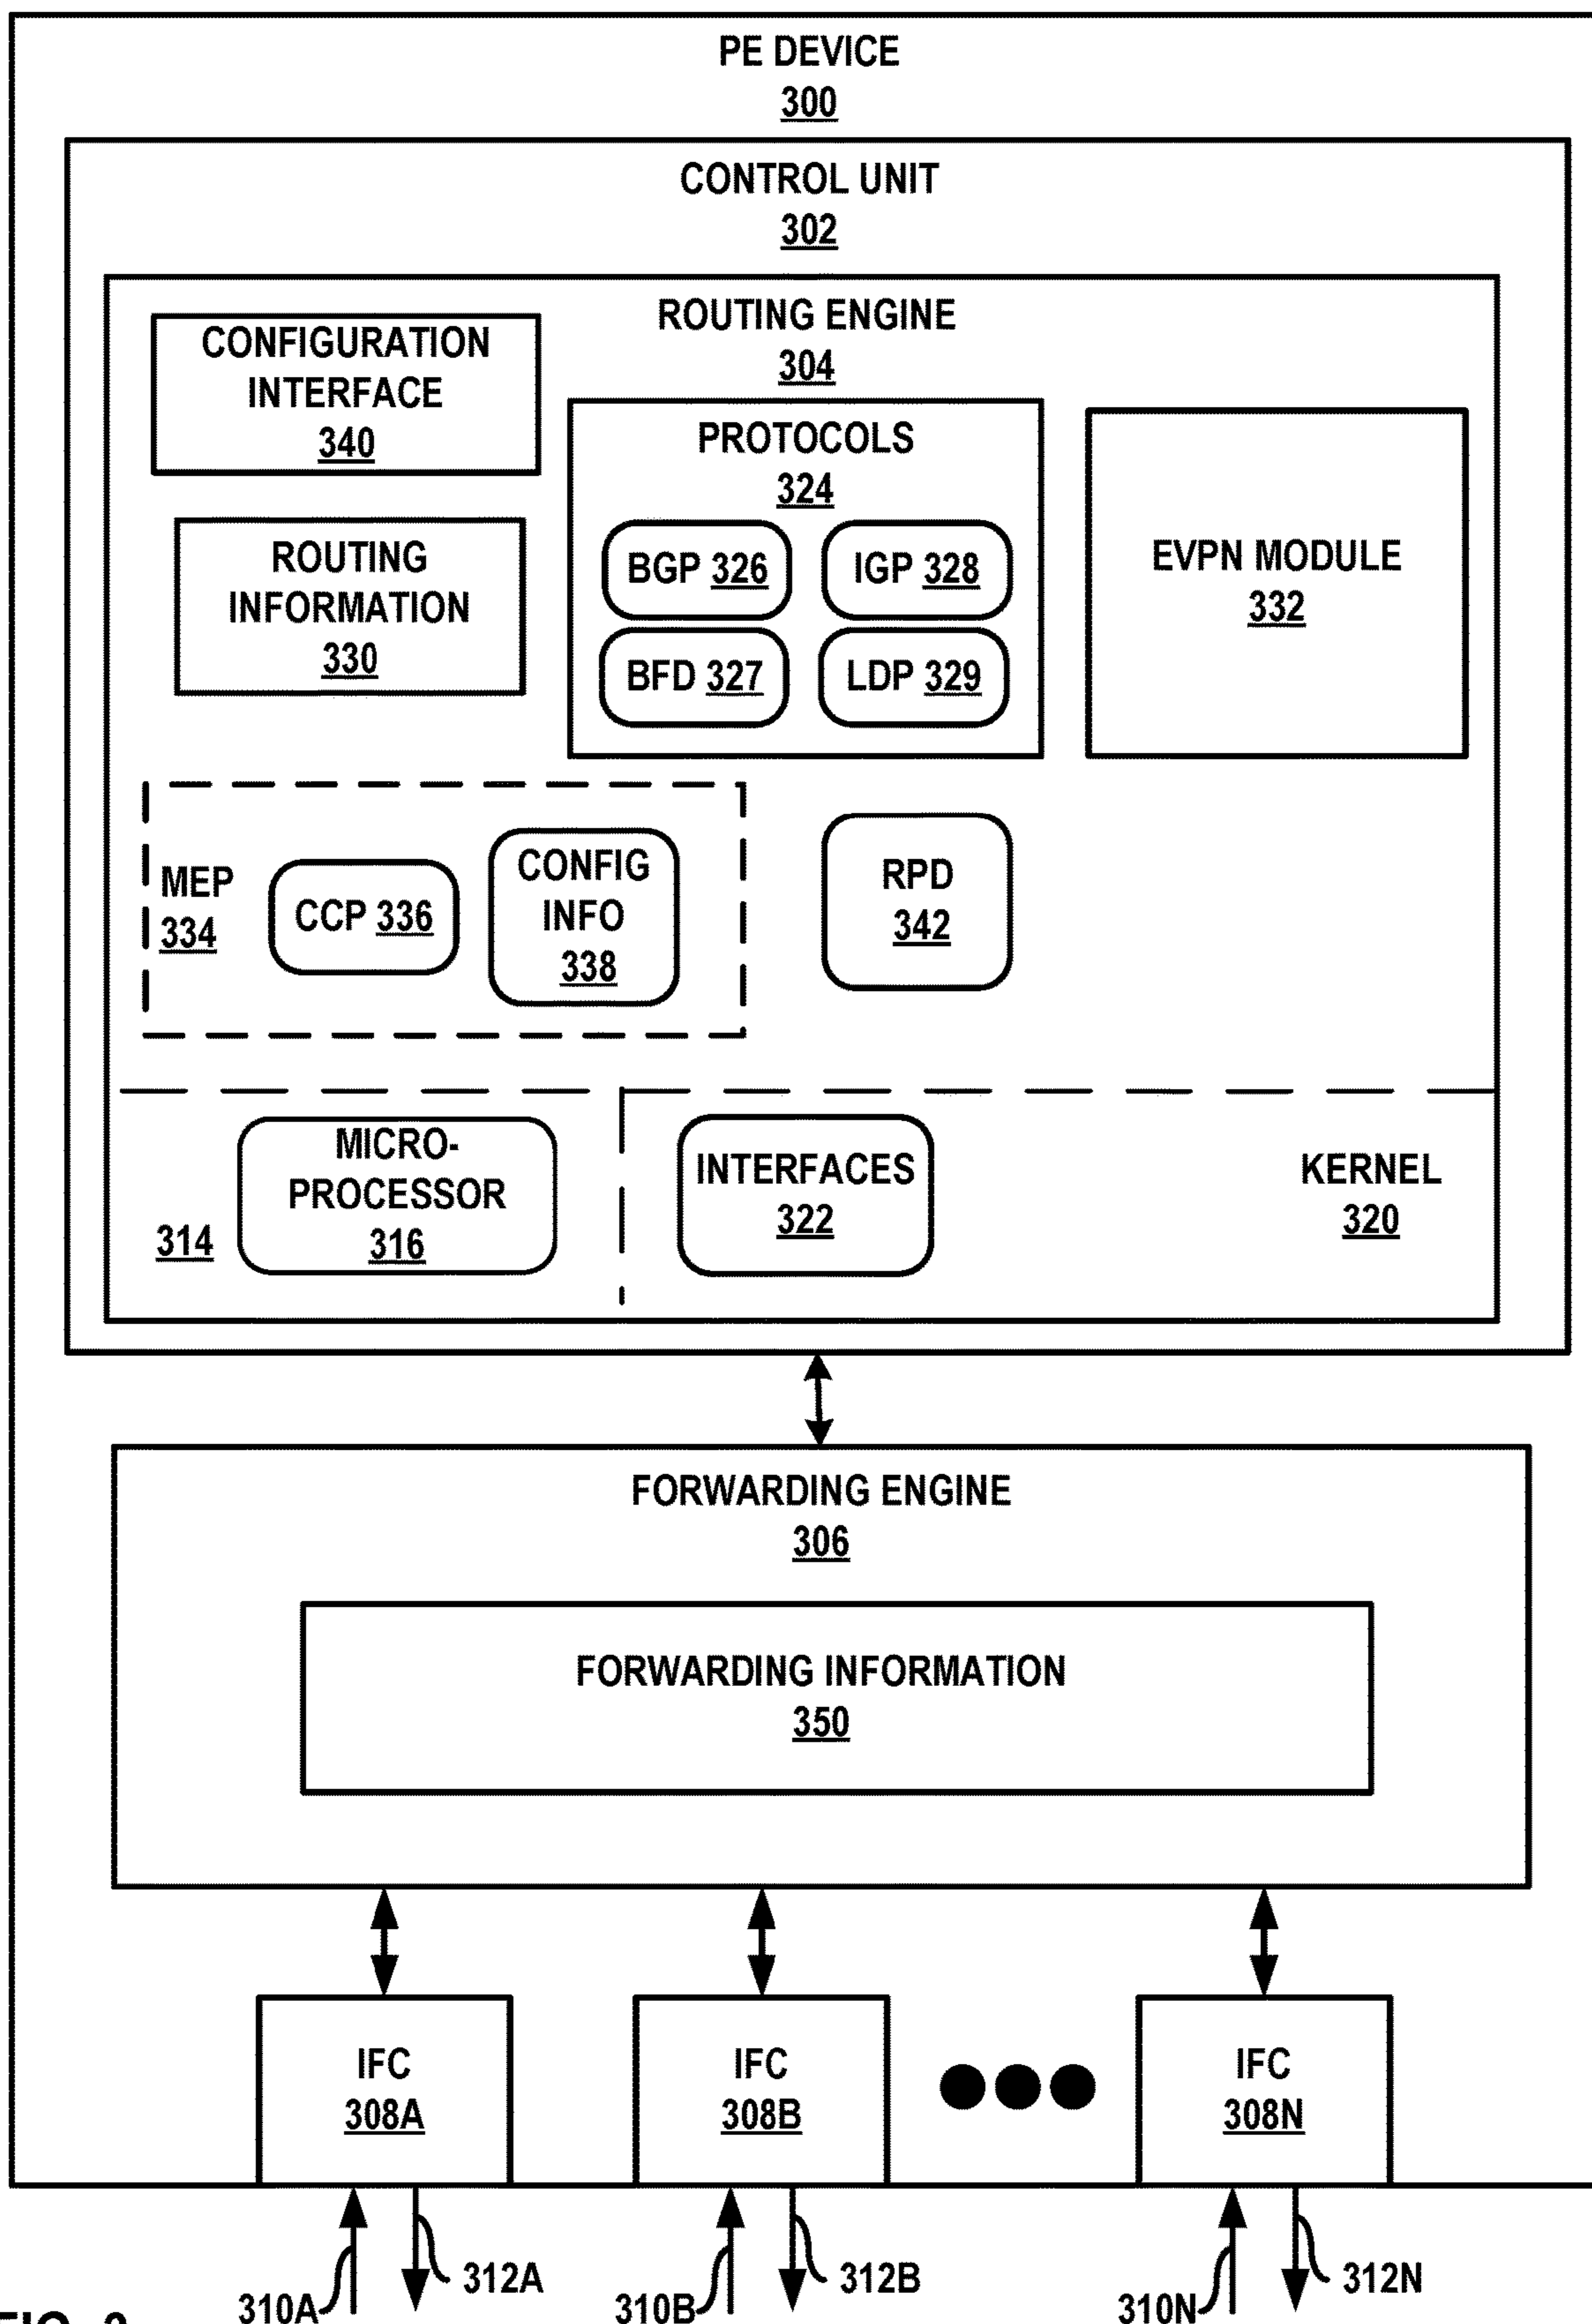 PE DEVICE
300
CONTROL UNIT
302
ROUTING ENGINE
304
CONFIGURATION
INTERFACE
340
PROTOCOLS
324
BGP 326
IGP 328
BFD 327
LDP 329
EVPN MODULE
332
ROUTING
INFORMATION
330
MEP
334
CCP 336
CONFIG
INFO
338
RPD
342
314
MICRO-
PROCESSOR
316
INTERFACES
322
KERNEL
320
FORWARDING ENGINE
306
FORWARDING INFORMATION
350
IFC
308A
IFC
308B
IFC
308N
310A
312A
310B
312B
310N
312N